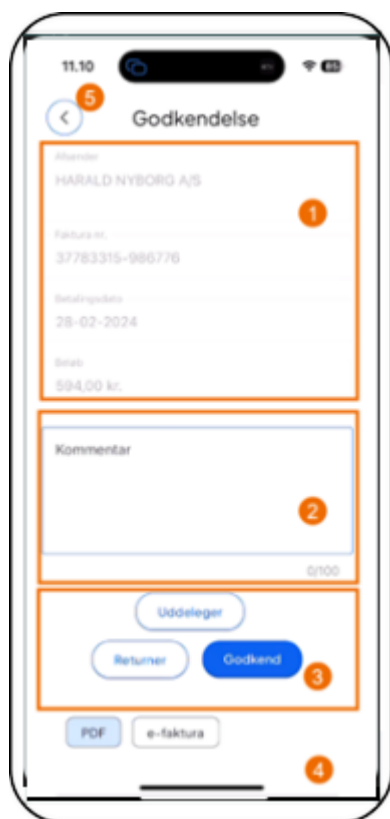 11.10
5
Godkendelse
Afsender
HARALD NYBORG A/S
1
Faktura nr.
37783315-986776
Betalingsdato
28-02-2024
Beløb
594,00 kr.
Kommentar
2
0/100
Uddeleger
Returner
Godkend
3
PDF
e-faktura
4